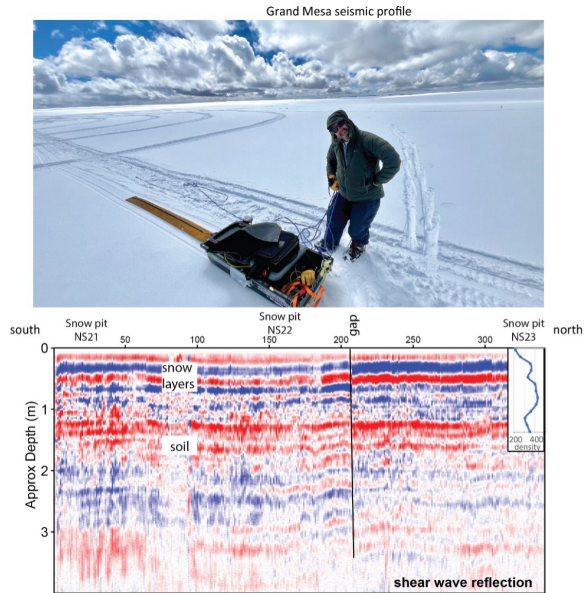 Grand Mesa seismic profile
south
Snow pit
NS21
50
100
Snow pit
NS22
150
200
gap
250
300
Snow pit
NS23
north
0
1
2
3
Approx Depth (m)
snow
layers
soil
200 400
density
shear wave reflection